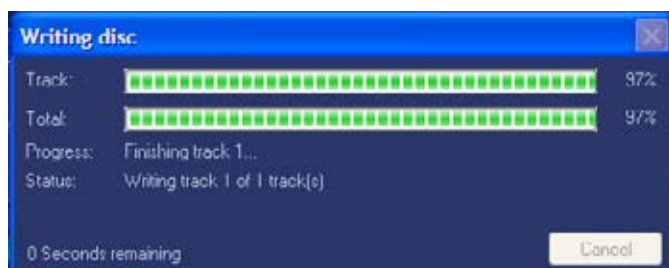 Writing disc
Track: 97%
Total: 97%
Progress: Finishing track 1...
Status: Writing track 1 of 1 track(s)
0 Seconds remaining
Cancel